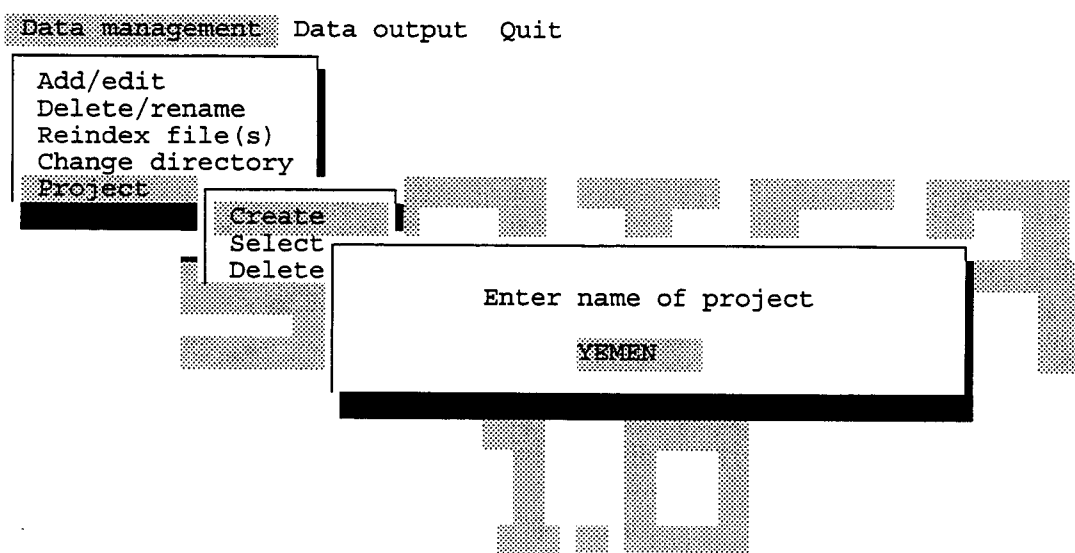 Data management Data output Quit
Add/edit
Delete/rename
Reindex file(s)
Change directory
Project
Create
Select
Delete
Enter name of project
YEMEN
1.0